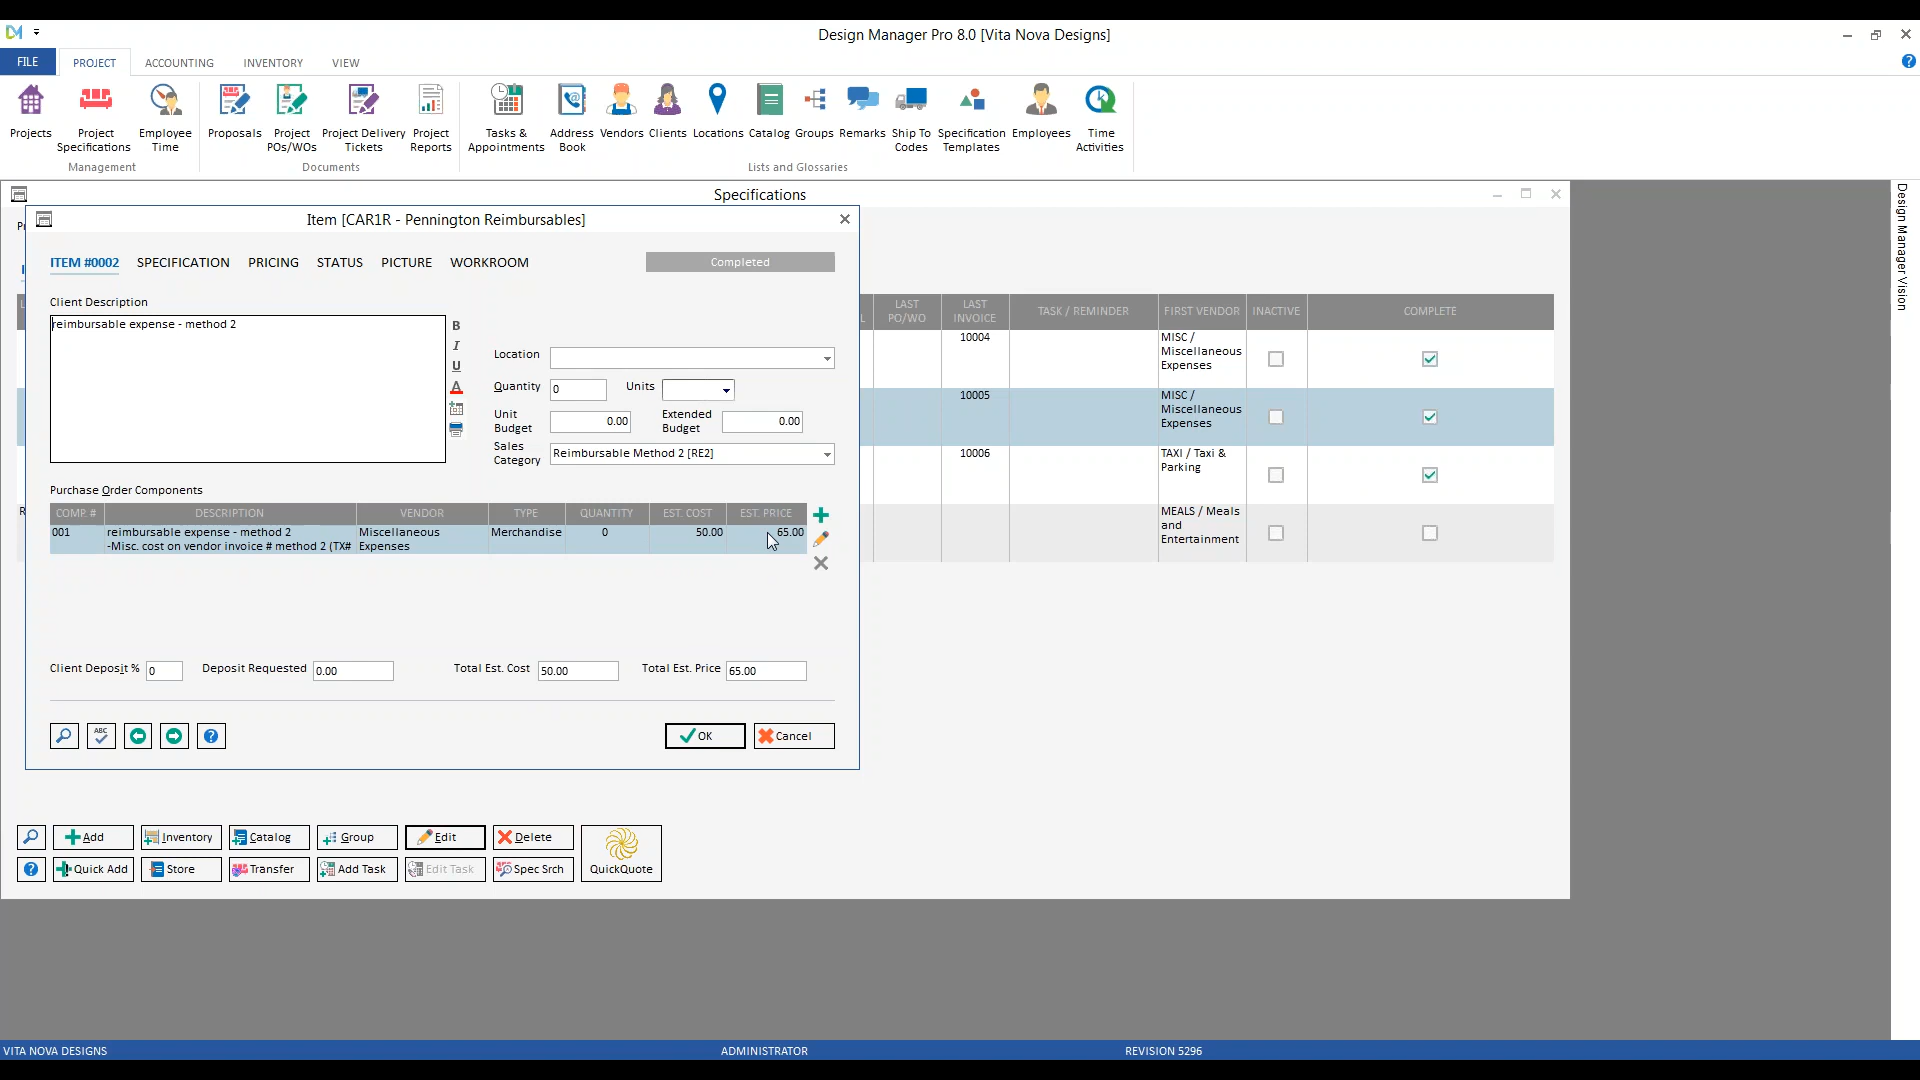 Design Manager Pro 8.0 [Vita Nova Designs]
FILE PROJECT ACCOUNTING INVENTORY VIEW
Projects
Project Specifications
Employee Time
Proposals
Project POs/WOs
Project Delivery Tickets
Project Reports
Tasks & Appointments
Address Book
Vendors
Clients
Locations
Catalog
Groups
Remarks
Ship To Codes
Specification Templates
Employees
Time Activities
Management
Documents
Lists and Glossaries
Design Manager Vision
Specifications
Item [CAR1R - Pennington Reimbursables]
ITEM #0002 SPECIFICATION PRICING STATUS PICTURE WORKROOM
Completed
Client Description
reimbursable expense - method 2
B
I
U
A
Location
Quantity 0 Units
Unit Budget 0.00 Extended Budget 0.00
Sales Category Reimbursable Method 2 [RE2]
Purchase Order Components
COMP. # DESCRIPTION VENDOR TYPE QUANTITY EST. COST EST. PRICE
001 reimbursable expense - method 2 Miscellaneous Merchandise 0 50.00 65.00
-Misc. cost on vendor invoice # method 2 (TX# Expenses
Client Deposit % 0 Deposit Requested 0.00 Total Est. Cost 50.00 Total Est. Price 65.00
ABC
OK Cancel
LAST PO/WO LAST INVOICE TASK / REMINDER FIRST VENDOR INACTIVE COMPLETE
10004 MISC / Miscellaneous Expenses
10005 MISC / Miscellaneous Expenses
10006 TAXI / Taxi & Parking
MEALS / Meals and Entertainment
Add Inventory Catalog Group Edit Delete
Quick Add Store Transfer Add Task Edit Task Spec Srch QuickQuote
VITA NOVA DESIGNS ADMINISTRATOR REVISION 5296